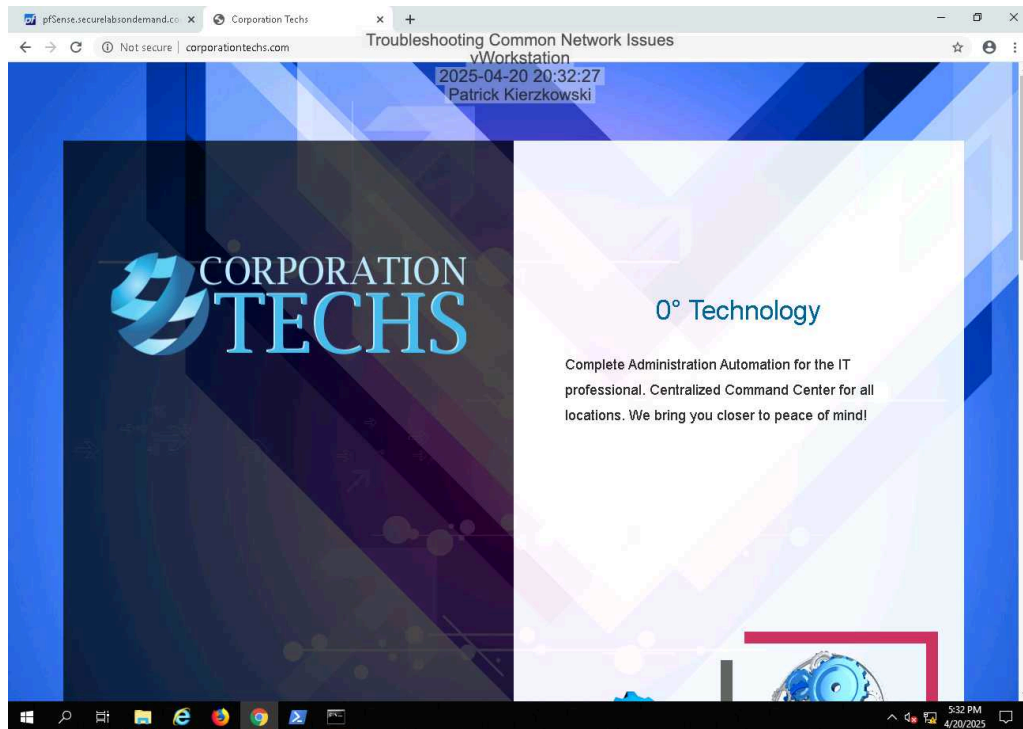 pfSense.securelabsondemand.co
Corporation Techs
Not secure | corporationtechs.com
Troubleshooting Common Network Issues
vWorkstation
2025-04-20 20:32:27
Patrick Kierzkowski
CORPORATION
TECHS
0° Technology
Complete Administration Automation for the IT
professional. Centralized Command Center for all
locations. We bring you closer to peace of mind!
5:32 PM
4/20/2025